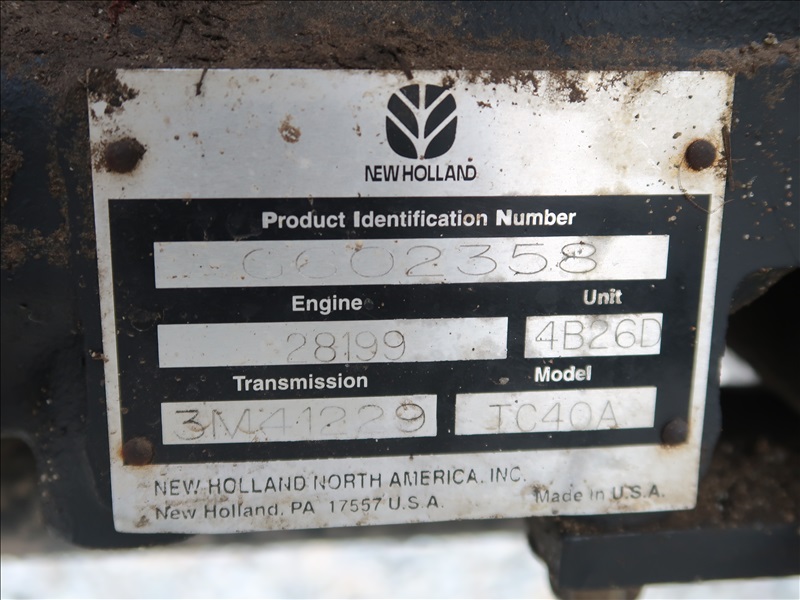 NEW HOLLAND
Product Identification Number
G602358
Engine Unit
28199 4B26D
Transmission Model
3M41229 TC40A
NEW HOLLAND NORTH AMERICA, INC.
New Holland, PA 17557 U.S.A. Made in U.S.A.